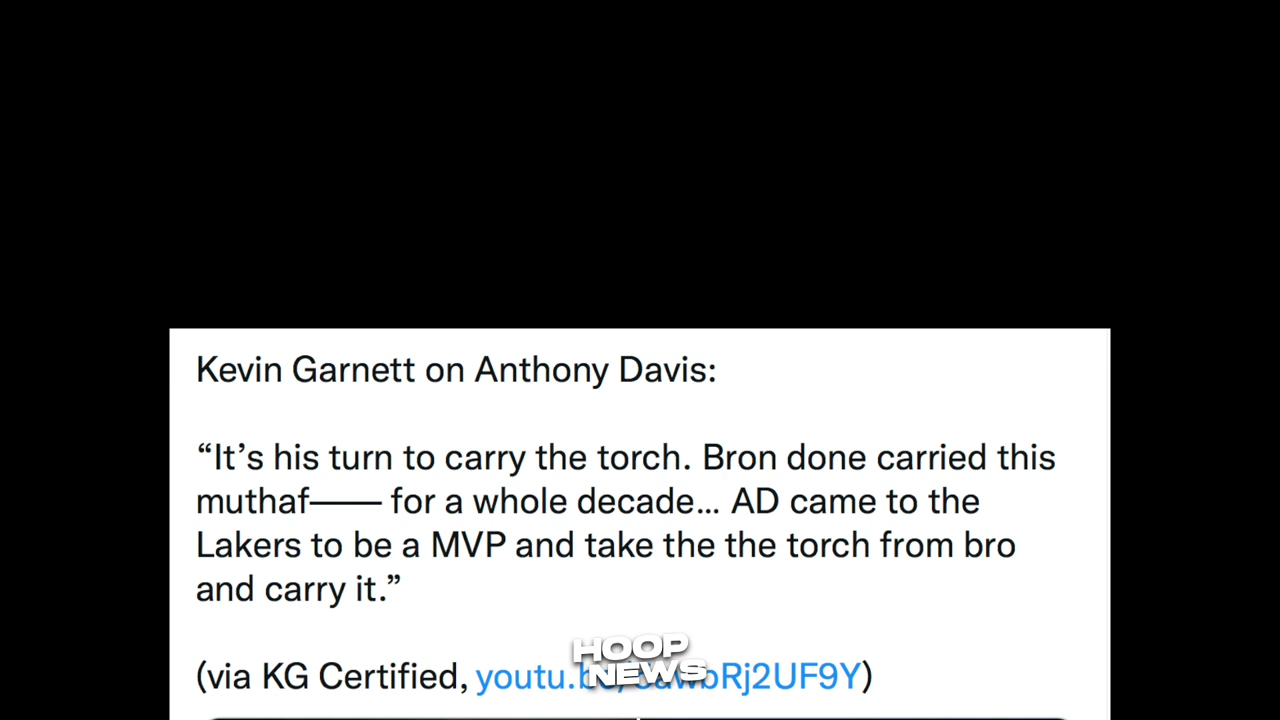 Kevin Garnett on Anthony Davis:
“It’s his turn to carry the torch. Bron done carried this
muthaf—— for a whole decade... AD came to the
Lakers to be a MVP and take the the torch from bro
and carry it.”
(via KG Certified,
HOOP
NEWS